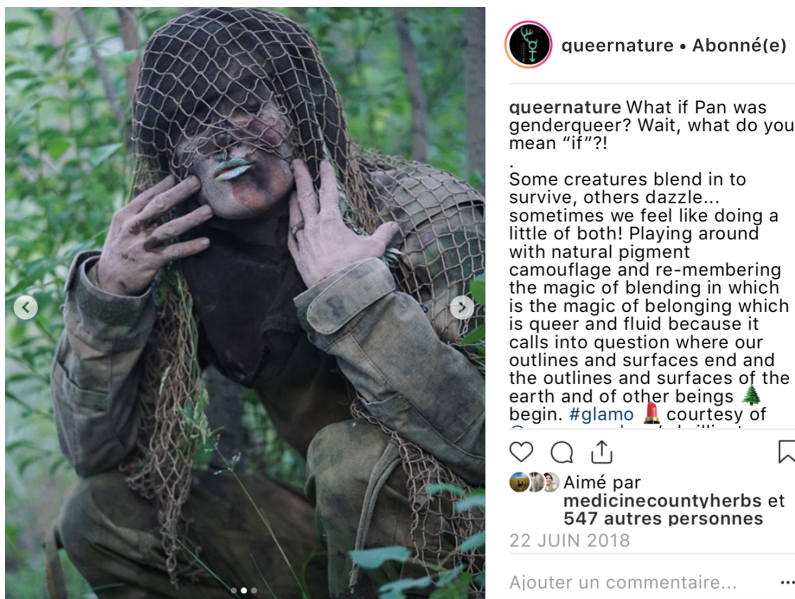 queernature • Abonné(e)
queernature What if Pan was
genderqueer? Wait, what do you
mean “if”?!
.
Some creatures blend in to
survive, others dazzle...
sometimes we feel like doing a
little of both! Playing around
with natural pigment
camouflage and re-membering
the magic of blending in which
is the magic of belonging which
is queer and fluid because it
calls into question where our
outlines and surfaces end and
the outlines and surfaces of the
earth and of other beings 🌲
begin. #glamo 💄 courtesy of
Aimé par
medicinecountyherbs et
547 autres personnes
22 JUIN 2018
Ajouter un commentaire...